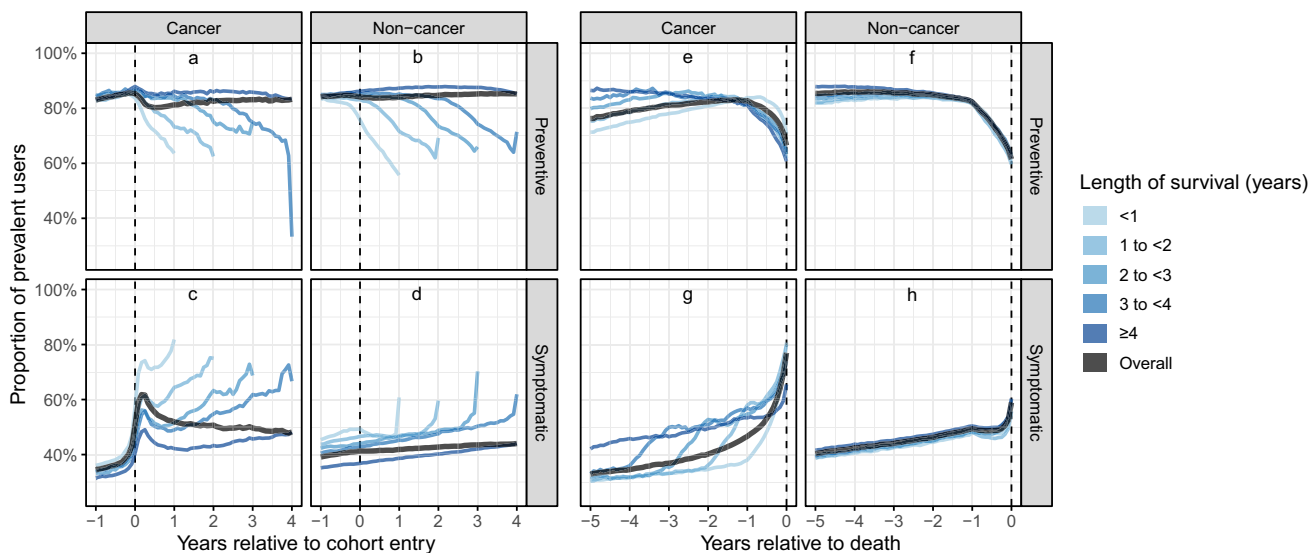 Cancer
Non−cancer
Cancer
Non−cancer
Proportion of prevalent users
100%
80%
60%
40%
a
b
Preventive
e
f
Preventive
100%
80%
60%
40%
c
d
Symptomatic
g
h
Symptomatic
−1 0 1 2 3 4
−1 0 1 2 3 4
−5 −4 −3 −2 −1 0
−5 −4 −3 −2 −1 0
Years relative to cohort entry
Years relative to death
Length of survival (years)
<1
1 to <2
2 to <3
3 to <4
≥4
Overall